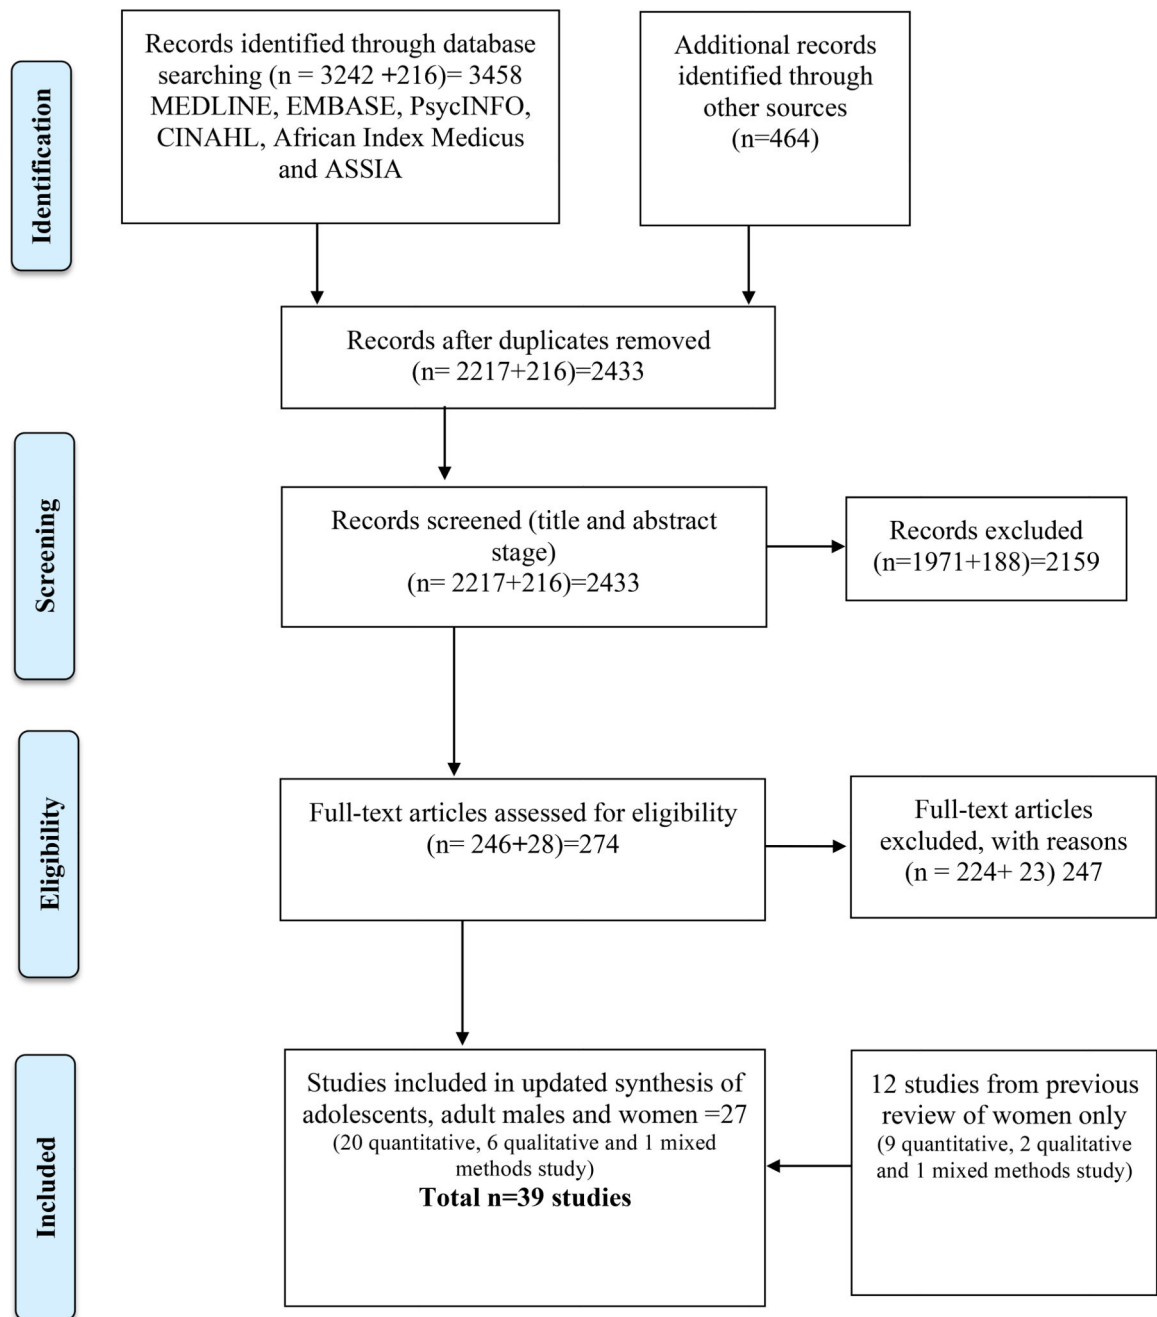 Identification
Records identified through database
searching (n = 3242 +216)= 3458
MEDLINE, EMBASE, PsycINFO,
CINAHL, African Index Medicus
and ASSIA
Additional records
identified through
other sources
(n=464)
Records after duplicates removed
(n= 2217+216)=2433
Screening
Records screened (title and abstract
stage)
(n= 2217+216)=2433
Records excluded
(n=1971+188)=2159
Eligibility
Full-text articles assessed for eligibility
(n= 246+28)=274
Full-text articles
excluded, with reasons
(n = 224+ 23) 247
Included
Studies included in updated synthesis of
adolescents, adult males and women =27
(20 quantitative, 6 qualitative and 1 mixed
methods study)
Total n=39 studies
12 studies from previous
review of women only
(9 quantitative, 2 qualitative
and 1 mixed methods study)